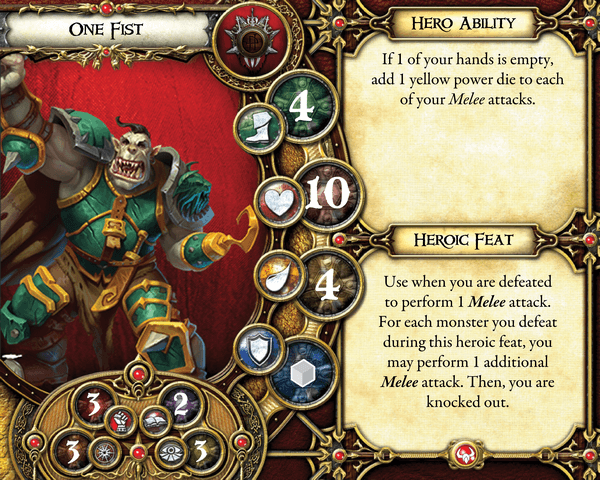 One Fist
4
10
4
3
2
3
3
Hero Ability
If 1 of your hands is empty,
add 1 yellow power die to each
of your Melee attacks.
Heroic Feat
Use when you are defeated
to perform 1 Melee attack.
For each monster you defeat
during this heroic feat, you
may perform 1 additional
Melee attack. Then, you are
knocked out.